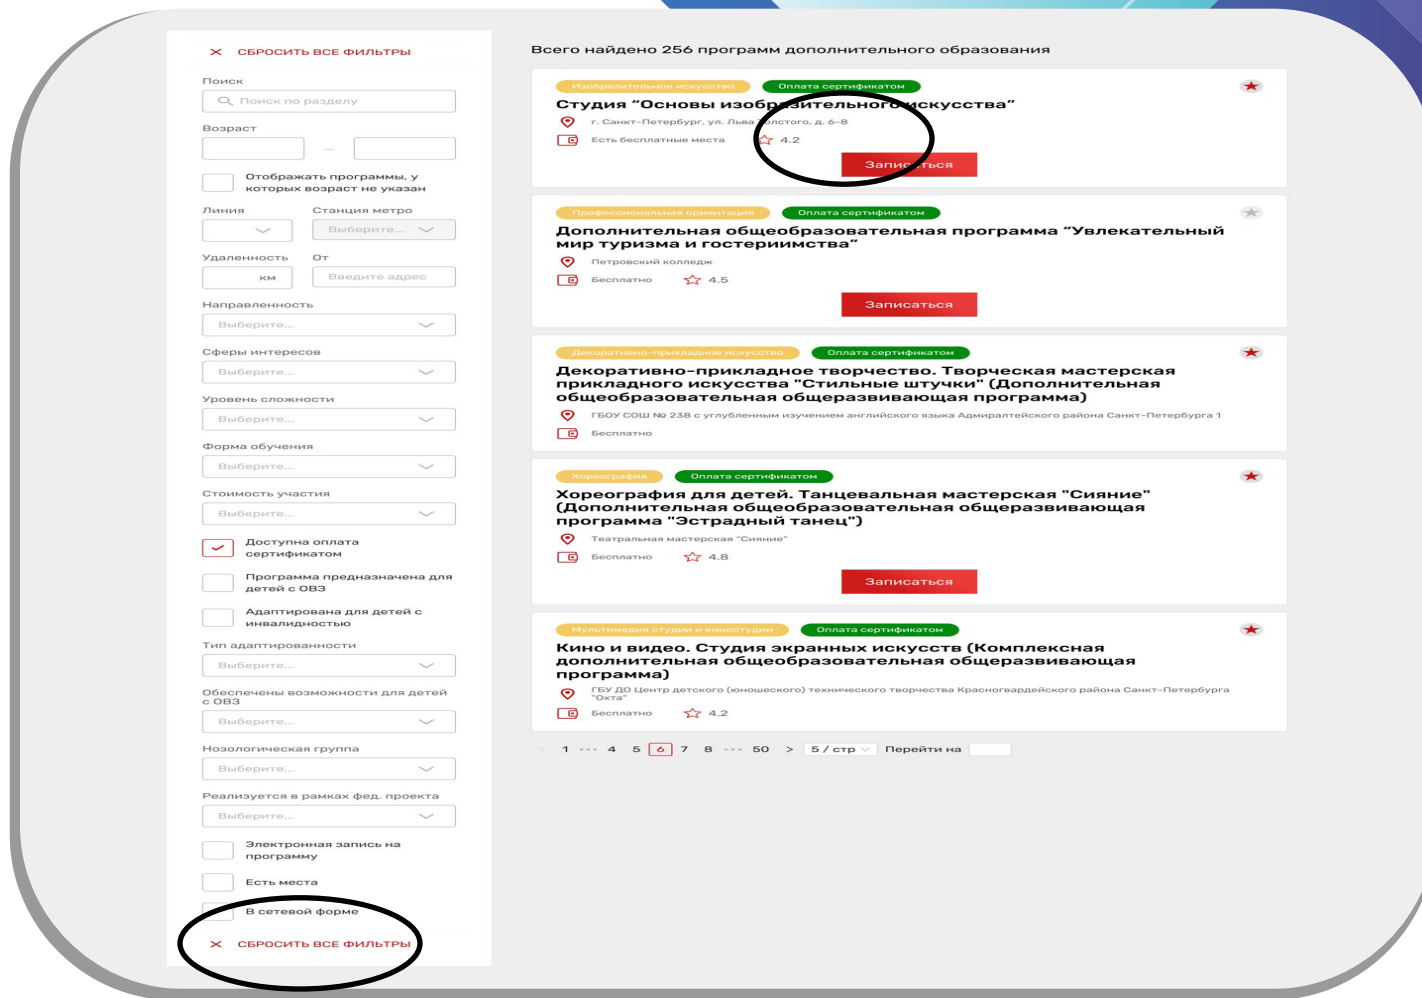 СБРОСИТЬ ВСЕ ФИЛЬТРЫ
Поиск
Поиск по разделу
Возраст
–
Отображать программы, у
которых возраст не указан
Линия Станция метро
Выберите...
Удаленность От
км Введите адрес
Направленность
Выберите...
Сферы интересов
Выберите...
Уровень сложности
Выберите...
Форма обучения
Выберите...
Стоимость участия
Выберите...
Доступна оплата
сертификатом
Программа предназначена для
детей с ОВЗ
Адаптирована для детей с
инвалидностью
Тип адаптированности
Выберите...
Обеспечены возможности для детей
с ОВЗ
Выберите...
Нозологическая группа
Выберите...
Реализуется в рамках фед. проекта
Выберите...
Электронная запись на
программу
Есть места
В сетевой форме
СБРОСИТЬ ВСЕ ФИЛЬТРЫ
Всего найдено 256 программ дополнительного образования
Изобразительное искусство Оплата сертификатом
Студия “Основы изобразительного искусства”
г. Санкт-Петербург, ул. Льва Толстого, д. 6-8
Есть бесплатные места 4.2
Записаться
Профессиональная ориентация Оплата сертификатом
Дополнительная общеобразовательная программа “Увлекательный
мир туризма и гостериимства”
Петровский колледж
Бесплатно 4.5
Записаться
Декоративно-прикладное искусство Оплата сертификатом
Декоративно-прикладное творчество. Творческая мастерская
прикладного искусства "Стильные штучки" (Дополнительная
общеобразовательная общеразвивающая программа)
ГБОУ СОШ № 238 с углубленным изучением английского языка Адмиралтейского района Санкт-Петербурга 1
Бесплатно
Хореография Оплата сертификатом
Хореография для детей. Танцевальная мастерская "Сияние"
(Дополнительная общеобразовательная общеразвивающая
программа "Эстрадный танец")
Театральная мастерская "Сияние"
Бесплатно 4.8
Записаться
Мультимедия студии и киностудии Оплата сертификатом
Кино и видео. Студия экранных искусств (Комплексная
дополнительная общеобразовательная общеразвивающая
программа)
ГБУ ДО Центр детского (юношеского) технического творчества Красногвардейского района Санкт-Петербурга
"Охта"
Бесплатно 4.2
< 1 ... 4 5 6 7 8 ... 50 > 5 / стр Перейти на